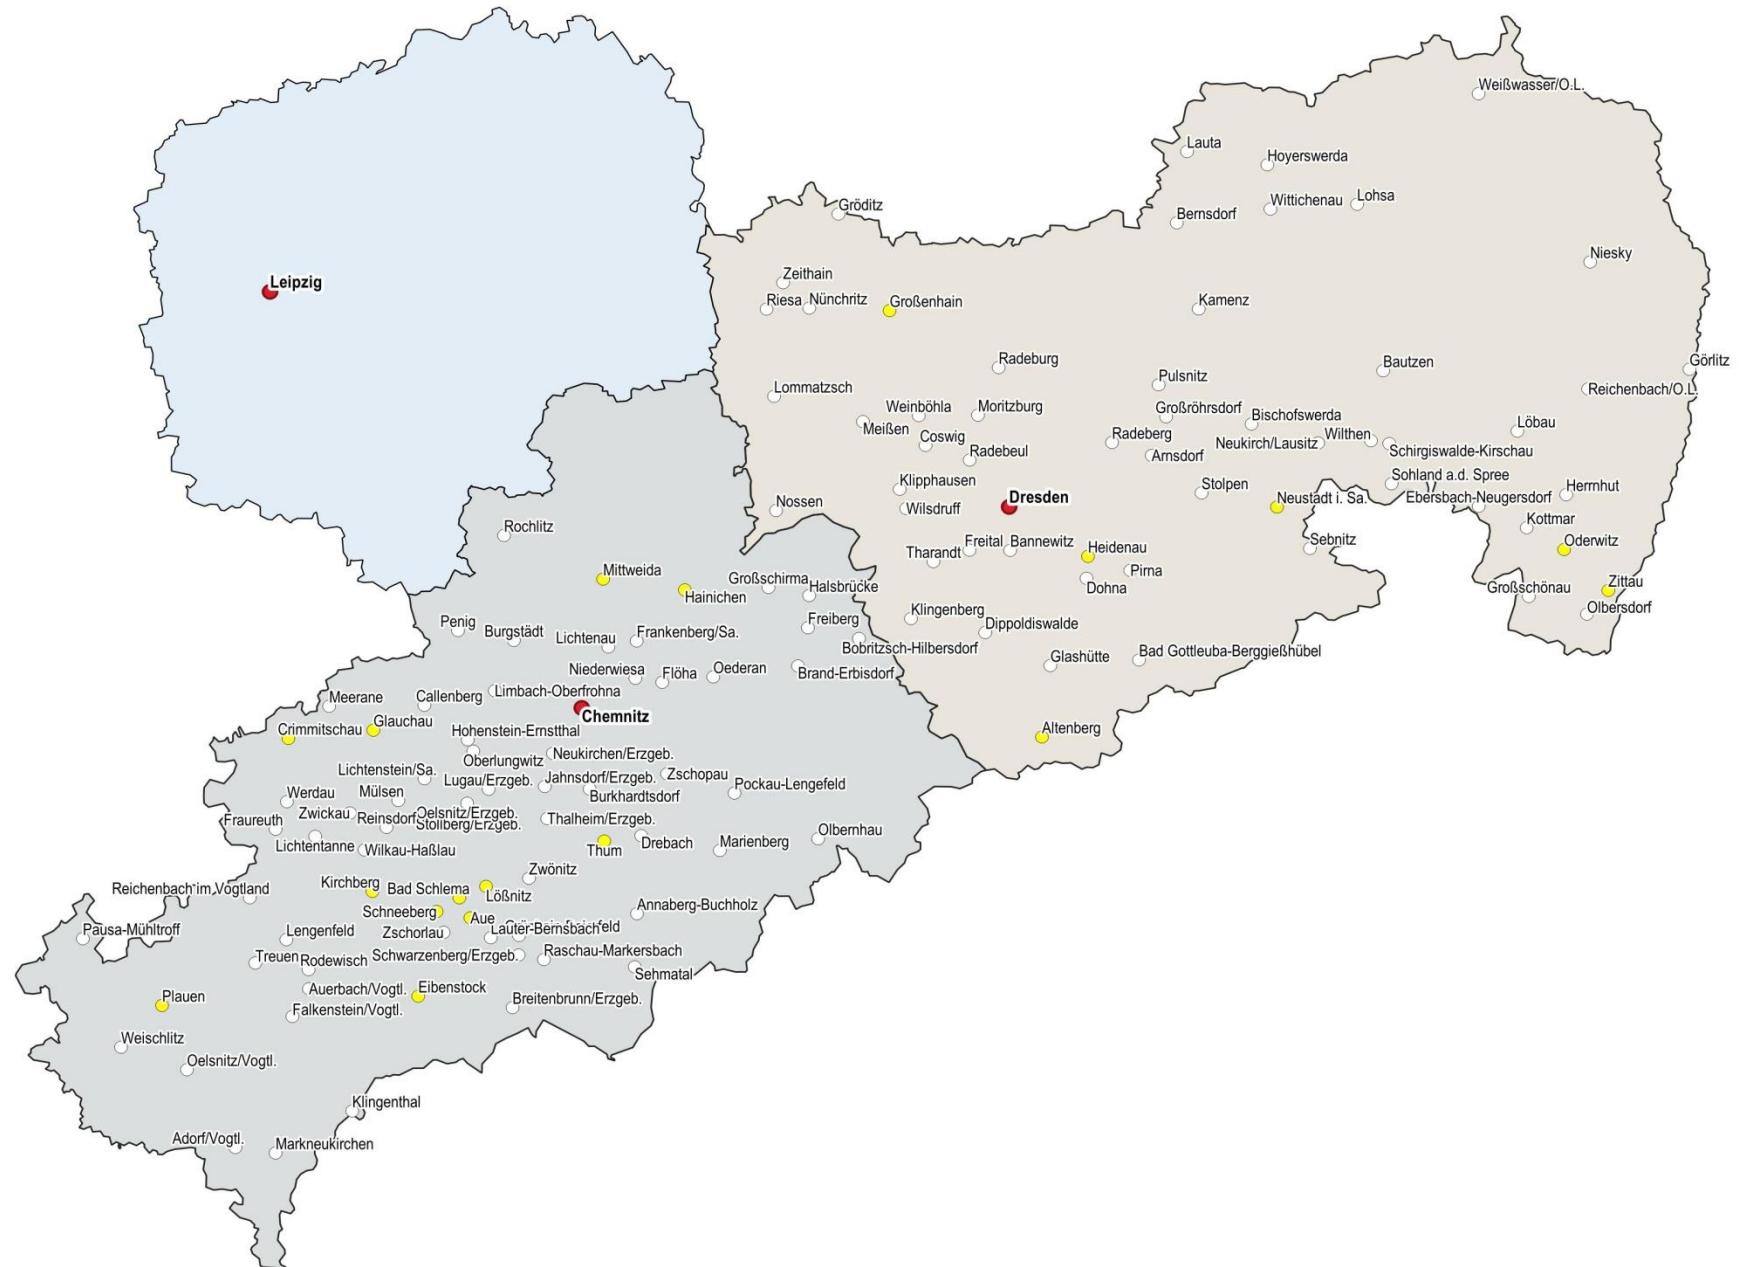 Weißwasser/O.L.
Lauta
Hoyerswerda
Wittichenau
Lohsa
Gröditz
Bernsdorf
Niesky
Zeithain
Leipzig
Riesa
Nünchritz
Großenhain
Kamenz
Radeburg
Bautzen
Görlitz
Pulsnitz
Lommatzsch
Reichenbach/O.L.
Weinböhla
Moritzburg
Großröhrsdorf
Bischofswerda
Löbau
Meißen
Coswig
Radeberg
Neukirch/Lausitz
Wilthen
Radebeul
Arnsdorf
Schirgiswalde-Kirschau
Klipphausen
Stolpen
Sohland a.d. Spree
Herrnhut
Nossen
Wilsdruff
Dresden
Neustadt i. Sa.
Ebersbach-Neugersdorf
Rochlitz
Kottmar
Tharandt
Freital
Bannewitz
Heidenau
Sebnitz
Oderwitz
Mittweida
Großschirma
Halsbrücke
Pirna
Hainichen
Dohna
Großschönau
Zittau
Olbersdorf
Penig
Burgstädt
Lichtenau
Frankenberg/Sa.
Freiberg
Klingenberg
Dippoldiswalde
Bobritzsch-Hilbersdorf
Glashütte
Bad Gottleuba-Berggießhübel
Niederwiesa
Flöha
Oederan
Brand-Erbisdorf
Meerane
Callenberg
Limbach-Oberfrohna
Chemnitz
Crimmitschau
Glauchau
Hohenstein-Ernstthal
Altenberg
Oberlungwitz
Neukirchen/Erzgeb.
Lichtenstein/Sa.
Lugau/Erzgeb.
Jahnsdorf/Erzgeb.
Zschopau
Pockau-Lengefeld
Werdau
Mülsen
Burkhardtsdorf
Fraureuth
Zwickau
Reinsdorf
Oelsnitz/Erzgeb.
Stollberg/Erzgeb.
Thalheim/Erzgeb.
Lichtentanne
Wilkau-Haßlau
Thum
Drebach
Marienberg
Olbernhau
Zwönitz
Reichenbach im Vogtland
Kirchberg
Bad Schlema
Lößnitz
Schneeberg
Aue
Annaberg-Buchholz
Pausa-Mühltroff
Lengenfeld
Zschorlau
Lauter-Bernsbach
Treuen
Rodewisch
Schwarzenberg/Erzgeb.
Raschau-Markersbach
Sehmatal
Plauen
Auerbach/Vogtl.
Eibenstock
Falkenstein/Vogtl.
Breitenbrunn/Erzgeb.
Weischlitz
Oelsnitz/Vogtl.
Klingenthal
Adorf/Vogtl.
Markneukirchen